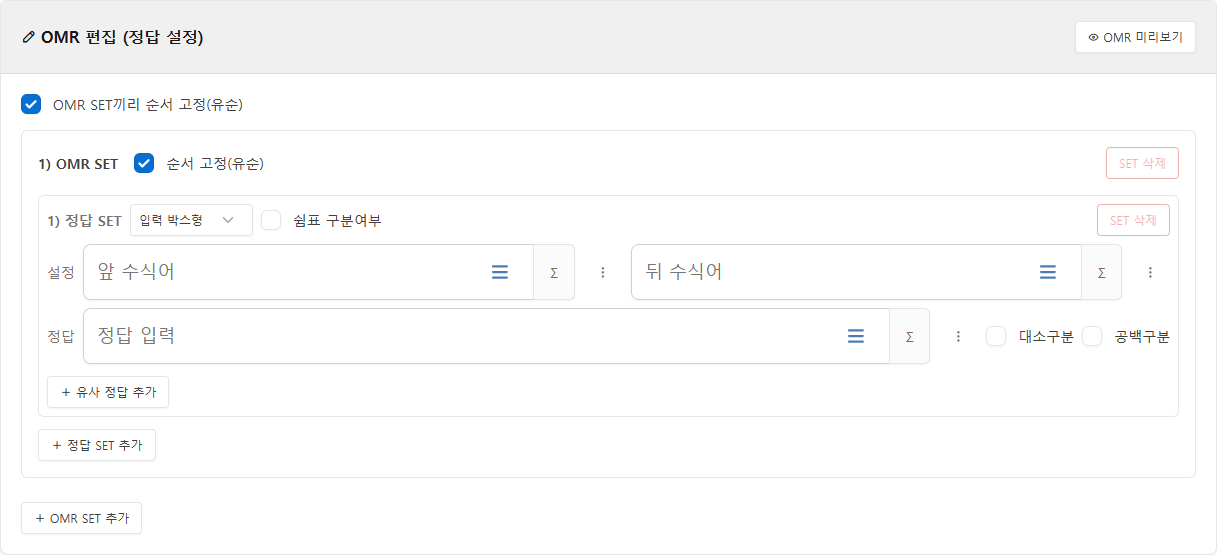 OMR 편집 (정답 설정)
OMR 미리보기
OMR SET끼리 순서 고정(유순)
1) OMR SET 순서 고정(유순)
SET 삭제
1) 정답 SET 입력 박스형 쉼표 구분여부
SET 삭제
설정 앞 수식어 Σ 뒤 수식어 Σ
정답 정답 입력 Σ 대소구분 공백구분
+ 유사 정답 추가
+ 정답 SET 추가
+ OMR SET 추가